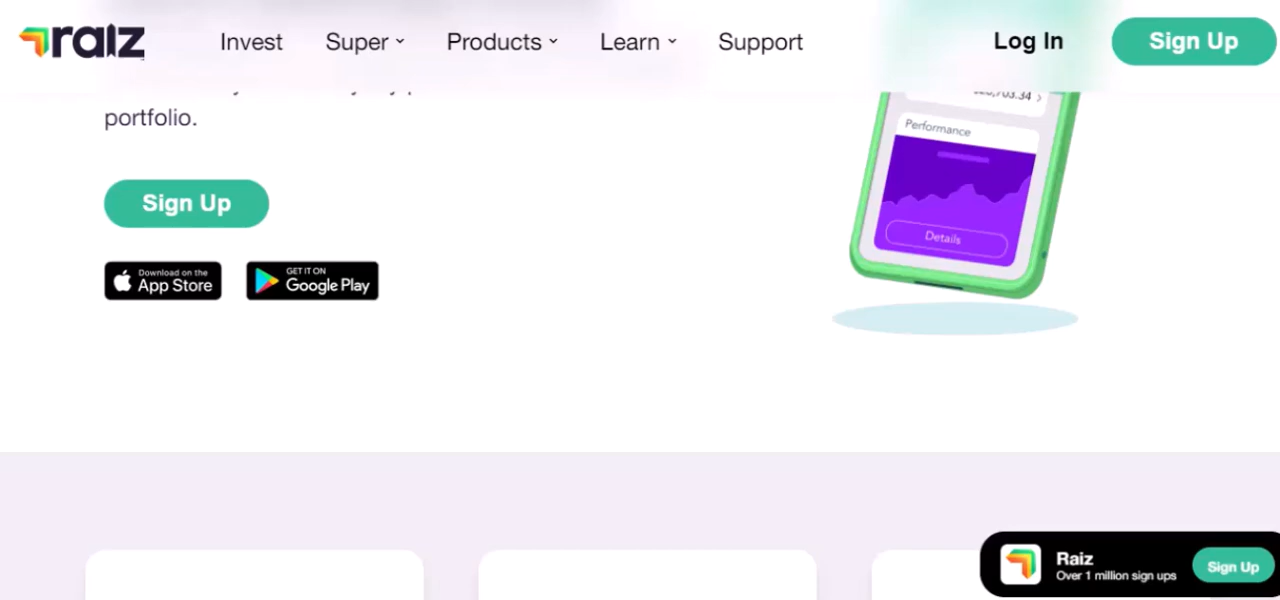 raiz
Invest
Super
Products
Learn
Support
Log In
Sign Up
portfolio.
Sign Up
Download on the
App Store
GET IT ON
Google Play
Performance
Details
Raiz
Over 1 million sign ups
Sign Up